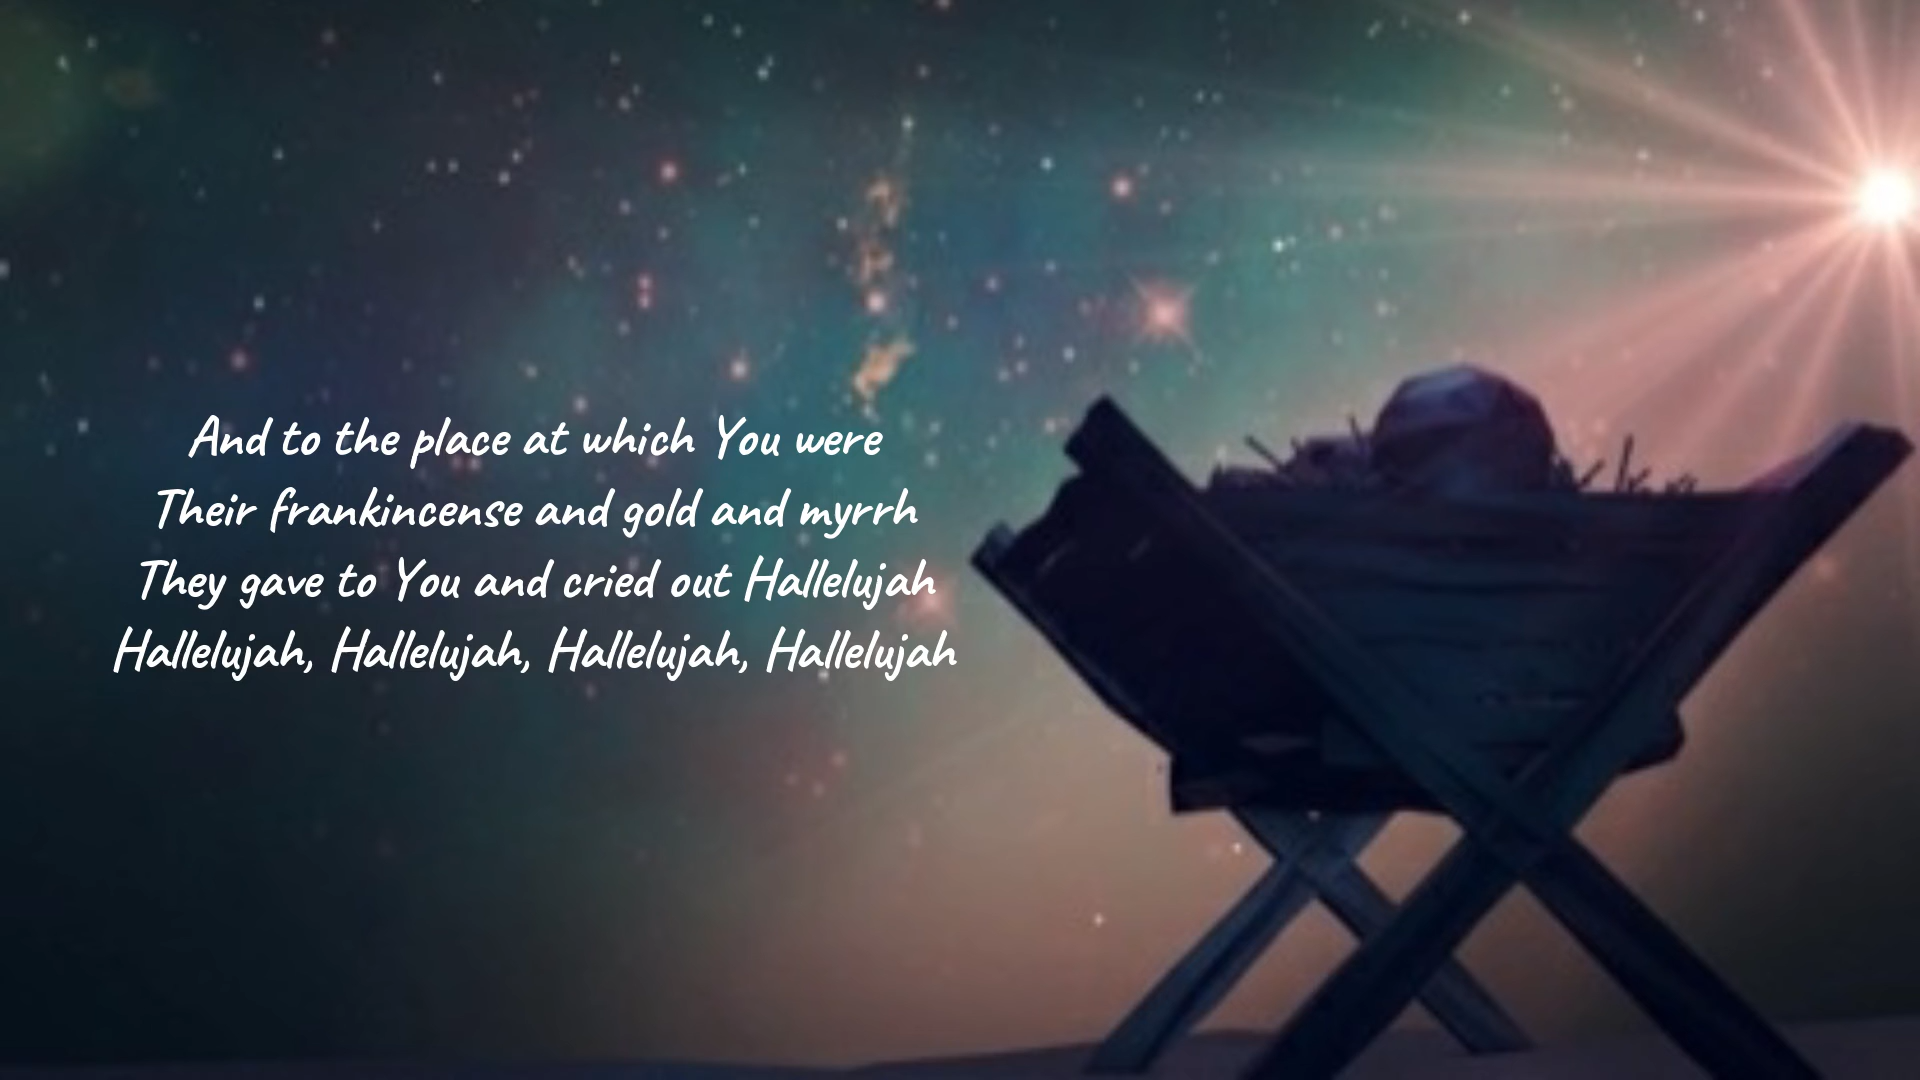 And to the place at which You were
Their frankincense and gold and myrrh
They gave to You and cried out Hallelujah
Hallelujah, Hallelujah, Hallelujah, Hallelujah